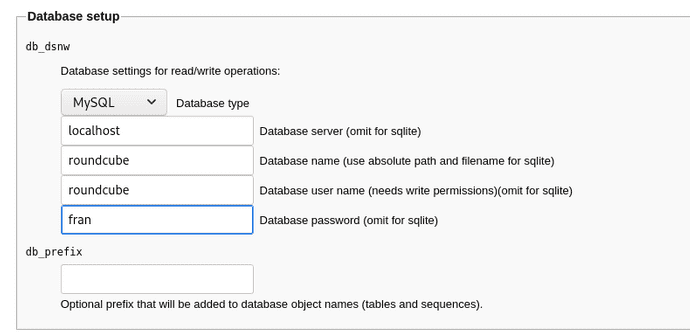 Database setup
db_dsnw
Database settings for read/write operations:
MySQL Database type
localhost Database server (omit for sqlite)
roundcube Database name (use absolute path and filename for sqlite)
roundcube Database user name (needs write permissions)(omit for sqlite)
fran Database password (omit for sqlite)
db_prefix
Optional prefix that will be added to database object names (tables and sequences).